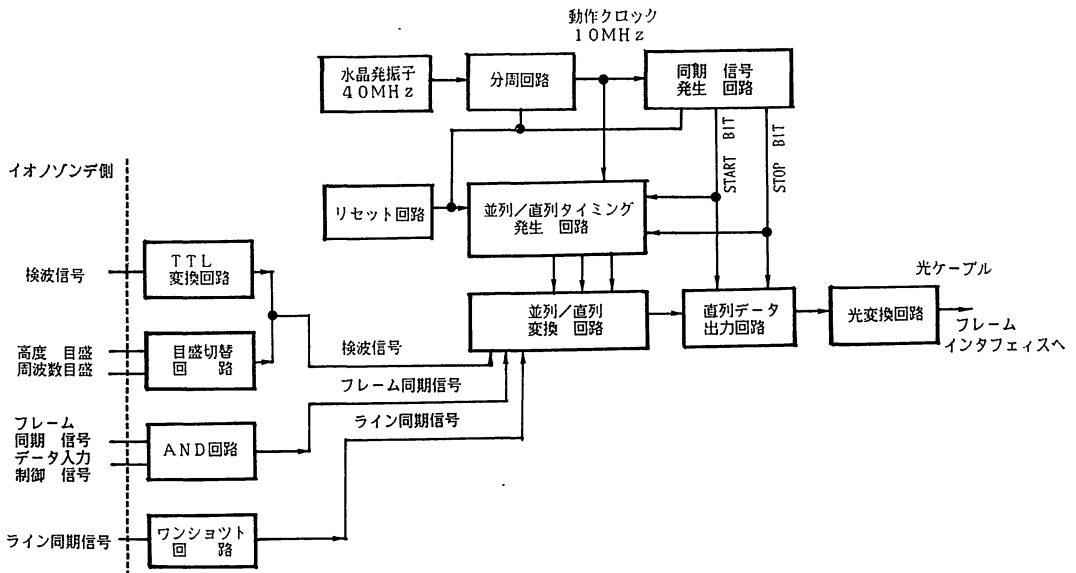 動作クロック
10MHz
水晶発振子
40MHz
分周回路
同期 信号
発生 回路
START BIT
STOP BIT
イオノゾンデ側
リセット回路
並列/直列タイミング
発生 回路
検波信号
TTL
変換回路
並列/直列
変換 回路
直列データ
出力回路
光変換回路
光ケーブル
フレーム
インタフェィスへ
高度 目盛
周波数目盛
目盛切替
回 路
検波信号
フレーム同期信号
ライン同期信号
フレーム
同期 信号
データ入力
制御 信号
AND回路
ライン同期信号
ワンショツト
回 路